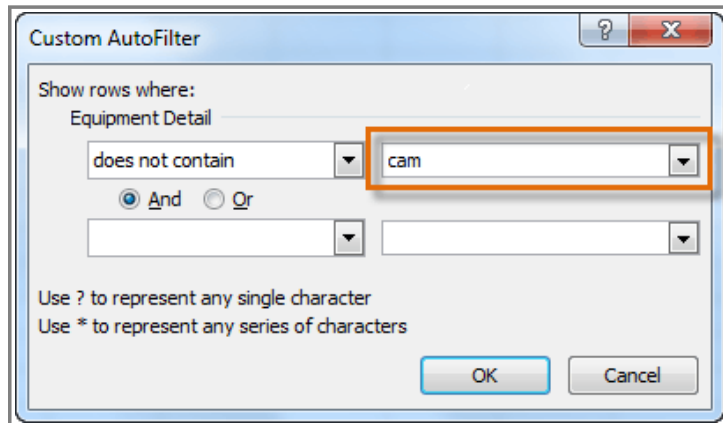 Custom AutoFilter
Show rows where:
Equipment Detail
does not contain cam
And Or
Use ? to represent any single character
Use * to represent any series of characters
OK Cancel